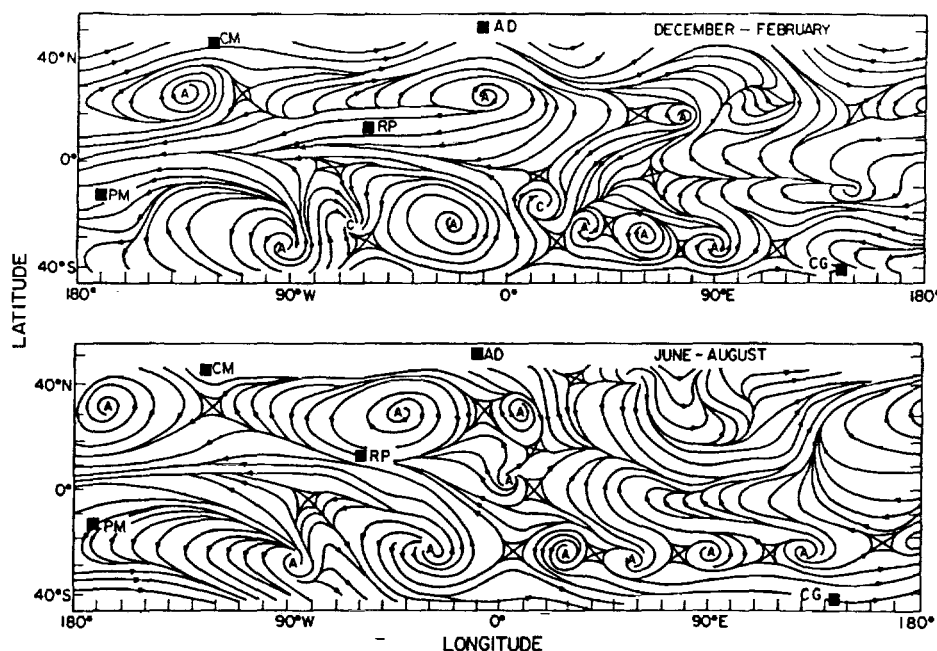 AD
CM
DECEMBER – FEBRUARY
40°N
A
A
A
RP
0°
PM
C
C
A
A
A
A
A
40°S
CG
180°
90°W
0°
90°E
180°
LATITUDE
AD
CM
JUNE – AUGUST
40°N
A
A
A
RP
C
0°
PM
A
A
A
A
A
A
40°S
CG
180°
90°W
0°
90°E
180°
LONGITUDE